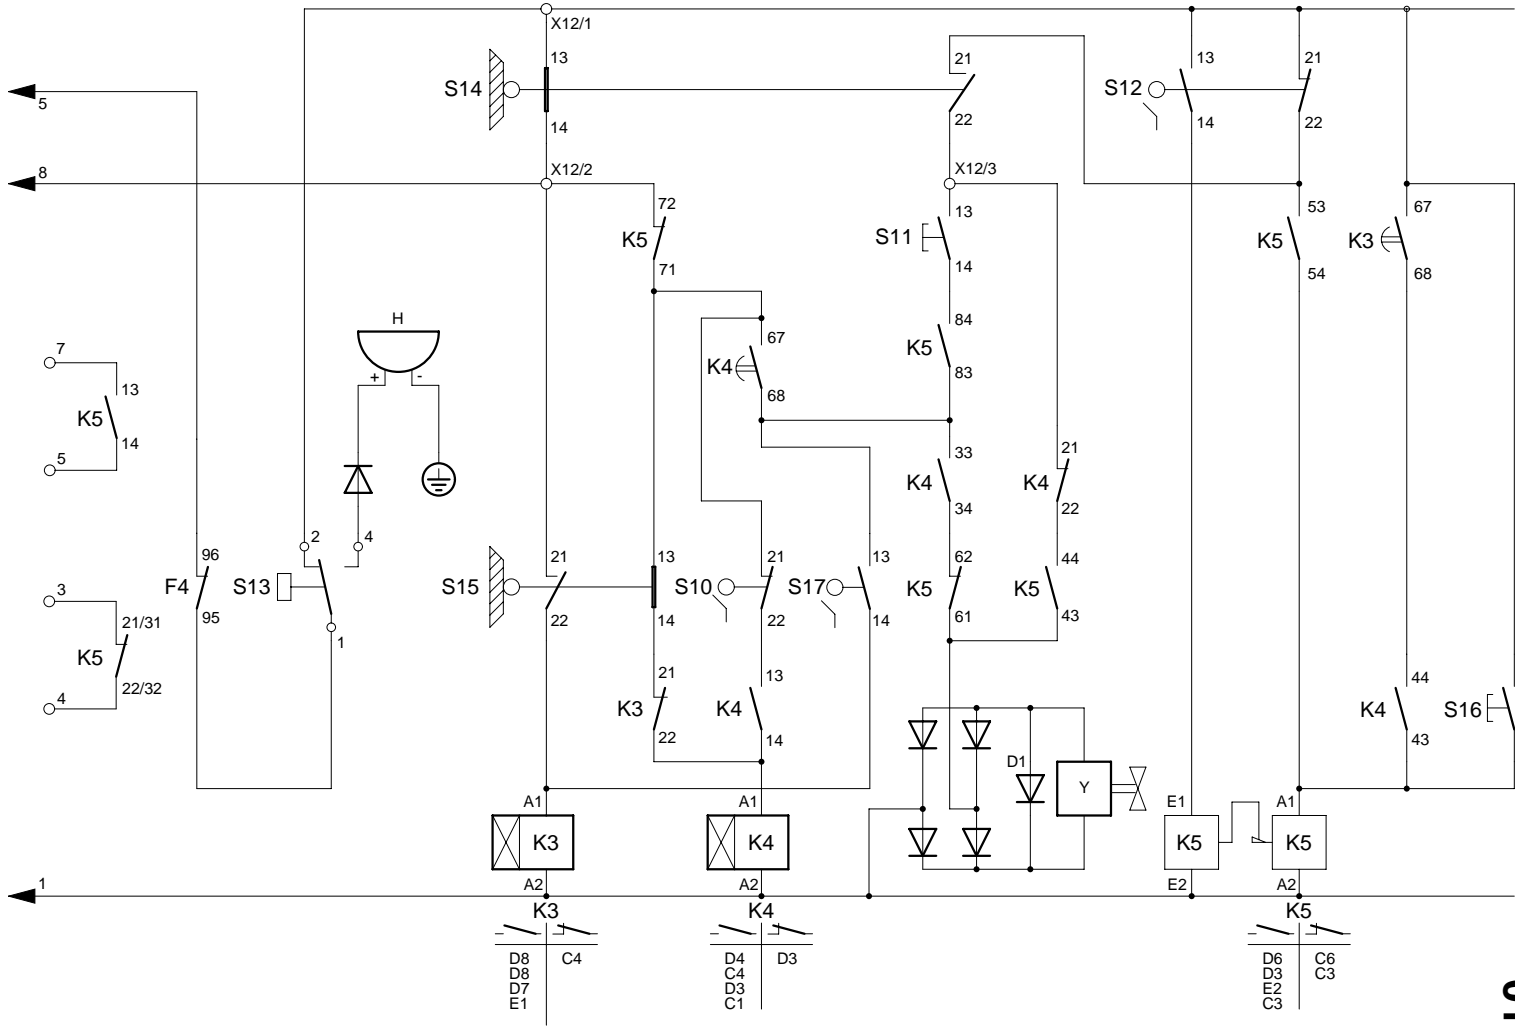 X12/1
13
S14
14
21
22
13
S12
14
21
22
5
8
X12/2
X12/3
72
K5
71
13
S11
14
53
K5
54
67
K3
68
H
+ -
67
K4
68
84
K5
83
7
13
K5
14
5
33
K4
34
21
K4
22
2
4
96
F4
95
S13
1
21
S15
22
13
14
21
S10
22
13
S17
14
62
K5
61
44
K5
43
3
21/31
K5
22/32
4
21
K3
22
13
K4
14
44
K4
43
S16
D1
Y
A1
K3
A2
A1
K4
A2
E1
K5
E2
A1
K5
A2
1
K3
D8 C4
D8
D7
E1
K4
D4 D3
C4
D3
C1
K5
D6 C6
D3 C3
E2
C3